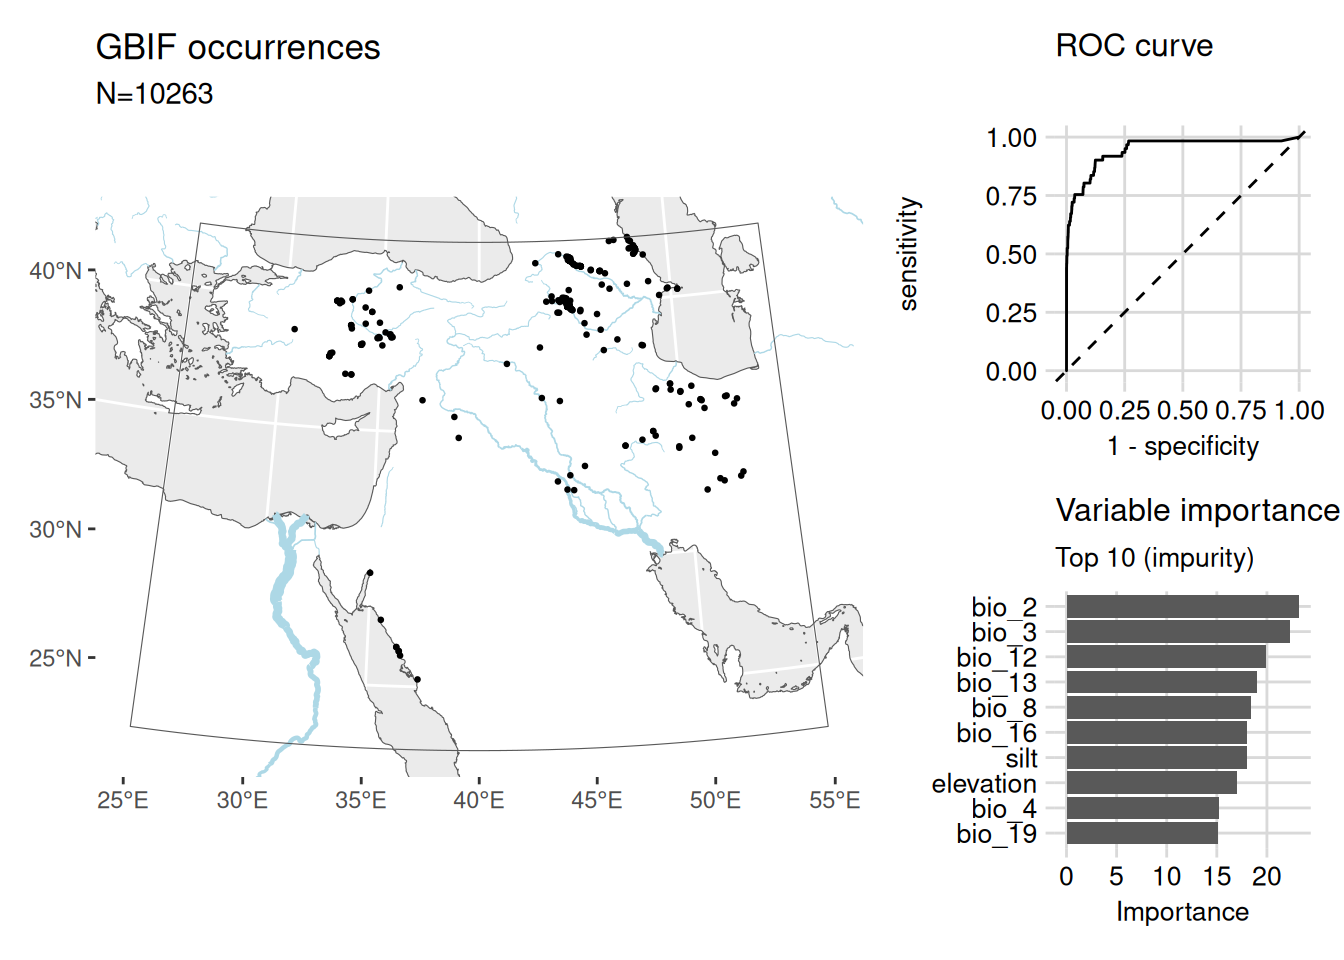 GBIF occurrences
N=10263
40°N
35°N
30°N
25°N
25°E 30°E 35°E 40°E 45°E 50°E 55°E
ROC curve
sensitivity
1.00
0.75
0.50
0.25
0.00
0.00 0.25 0.50 0.75 1.00
1 - specificity
Variable importance
Top 10 (impurity)
bio_2
bio_3
bio_12
bio_13
bio_8
bio_16
silt
elevation
bio_4
bio_19
0 5 10 15 20
Importance